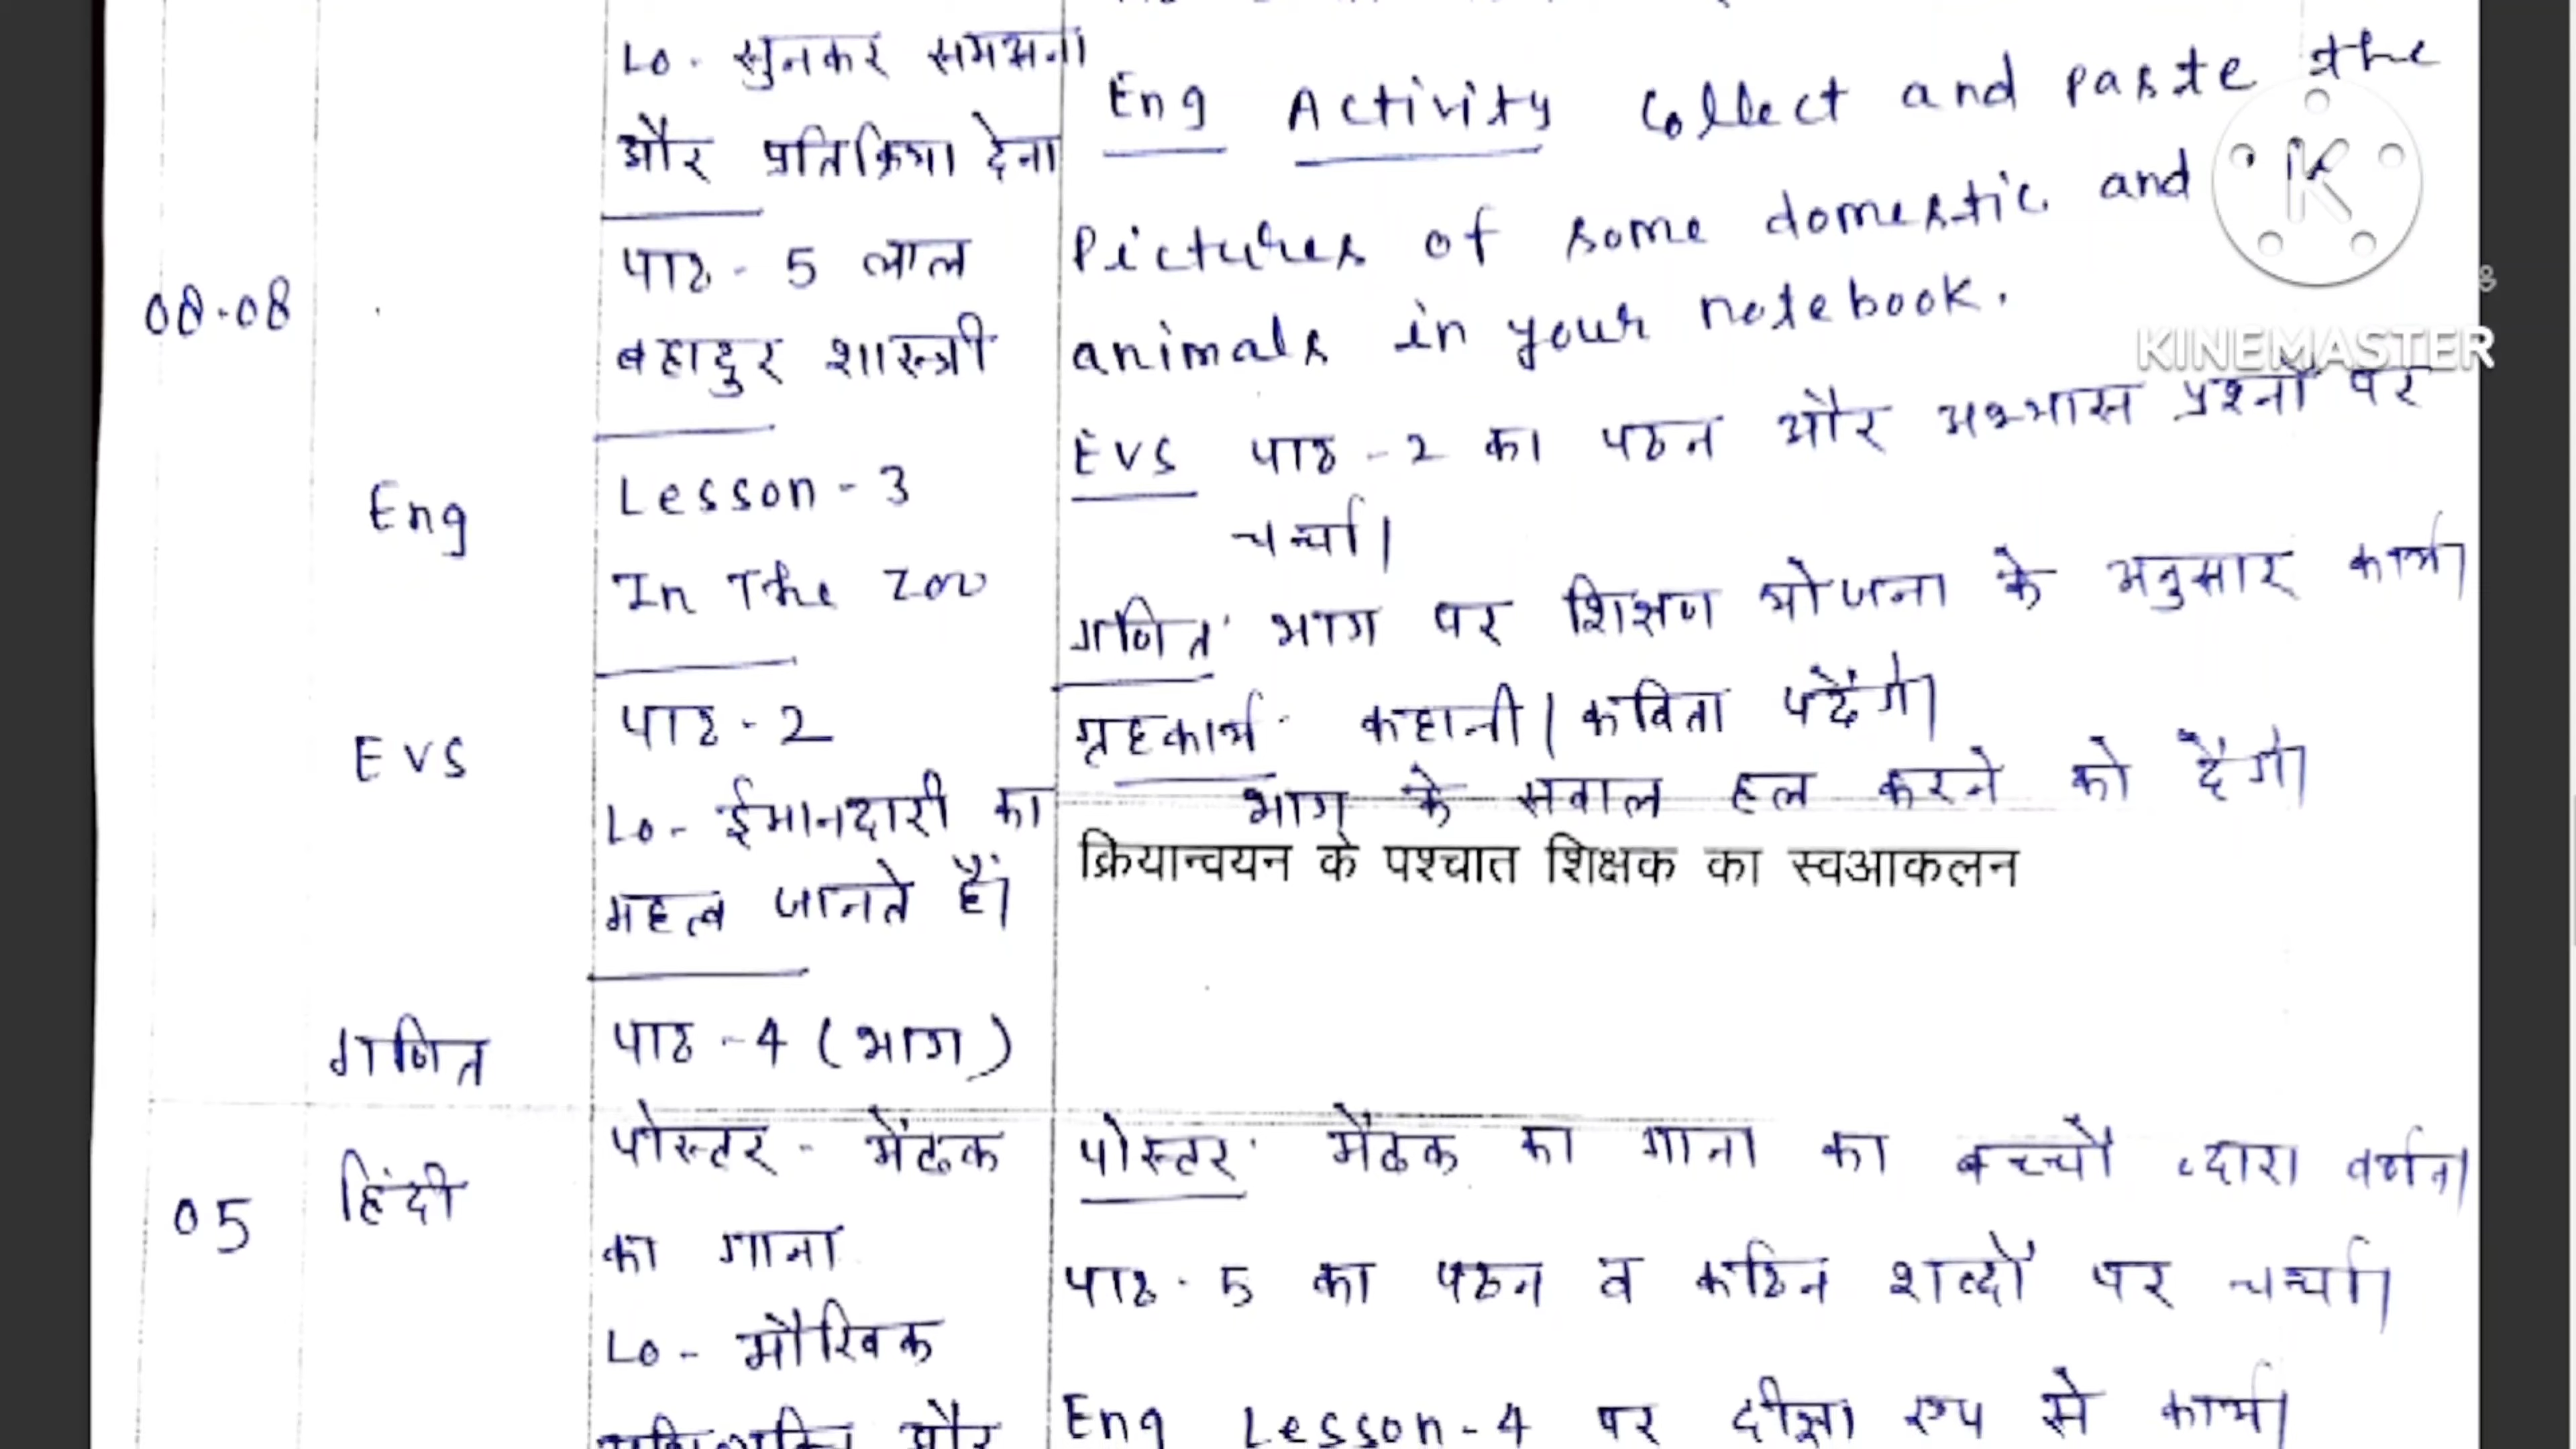 Lo - सुनकर समझना
और प्रतिक्रिया देना
पाठ - 5 लाल
बहादुर शास्त्री
08-08
Eng
Lesson - 3
In The Zoo
EVS
पाठ - 2
Lo - ईमानदारी का
महत्व जानते हैं।
गणित
पाठ - 4 (भाग)
Eng Activity Collect and paste the
Pictures of some domestic and
animals in your notebook.
EVS पाठ - 2 का पठन और अभ्यास प्रश्नों पर
चर्चा।
गणित भाग पर शिक्षण योजना के अनुसार कार्य।
गृहकार्य - कहानी / कविता पढेंगे।
भाग के सवाल हल करने को देंगे।
क्रियान्वयन के पश्चात शिक्षक का स्वआकलन
K
KINEMASTER
05
हिंदी
पोस्टर - मेंढक
का गाना
Lo - मौखिक
और
पोस्टर मेंढक का गाना का बच्चों द्वारा वर्णन।
पाठ - 5 का पठन व कठिन शब्दों पर चर्चा।
Eng Lesson - 4 पर दीक्षा रूप से कार्य।